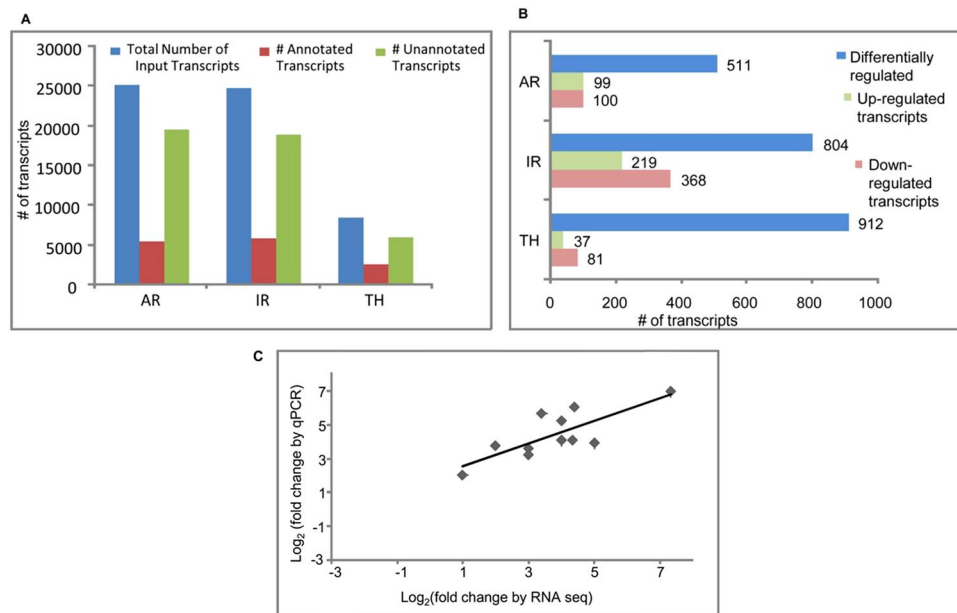 A
Total Number of
Input Transcripts
# Annotated
Transcripts
# Unannotated
Transcripts
# of transcripts
30000
25000
20000
15000
10000
5000
0
AR
IR
TH
B
AR
IR
TH
511
99
100
804
219
368
912
37
81
Differentially
regulated
Up-regulated
transcripts
Down-
regulated
transcripts
0
200
400
600
800
1000
# of transcripts
C
Log₂ (fold change by qPCR)
7
5
3
1
-1
-3
-3
-1
1
3
5
7
Log₂(fold change by RNA seq)